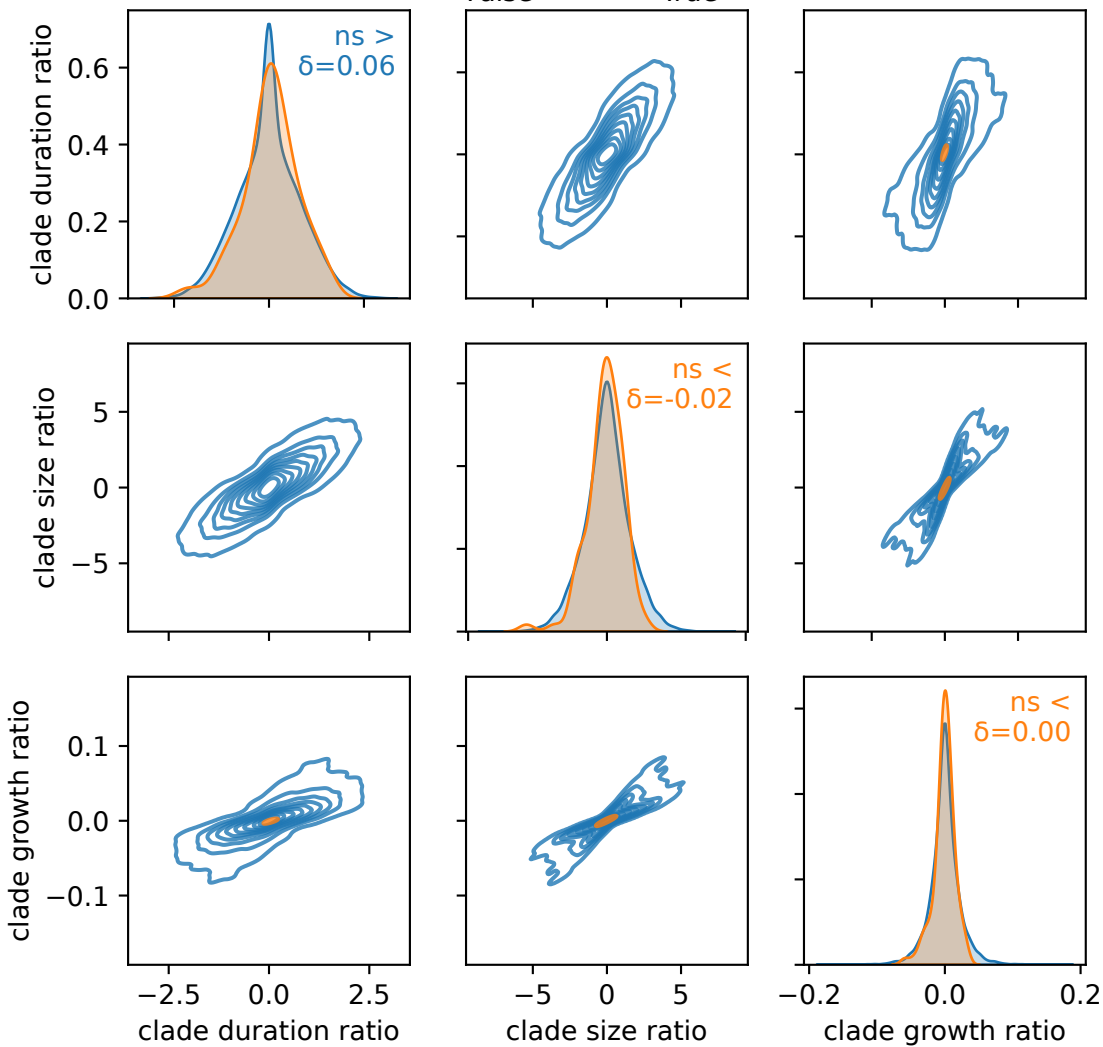 clade duration ratio
0.6
0.4
0.2
0.0
ns >
δ=0.06
clade size ratio
5
0
−5
ns <
δ=-0.02
clade growth ratio
0.1
0.0
−0.1
ns <
δ=0.00
−2.5 0.0 2.5
−5 0 5
−0.2 0.0 0.2
clade duration ratio
clade size ratio
clade growth ratio